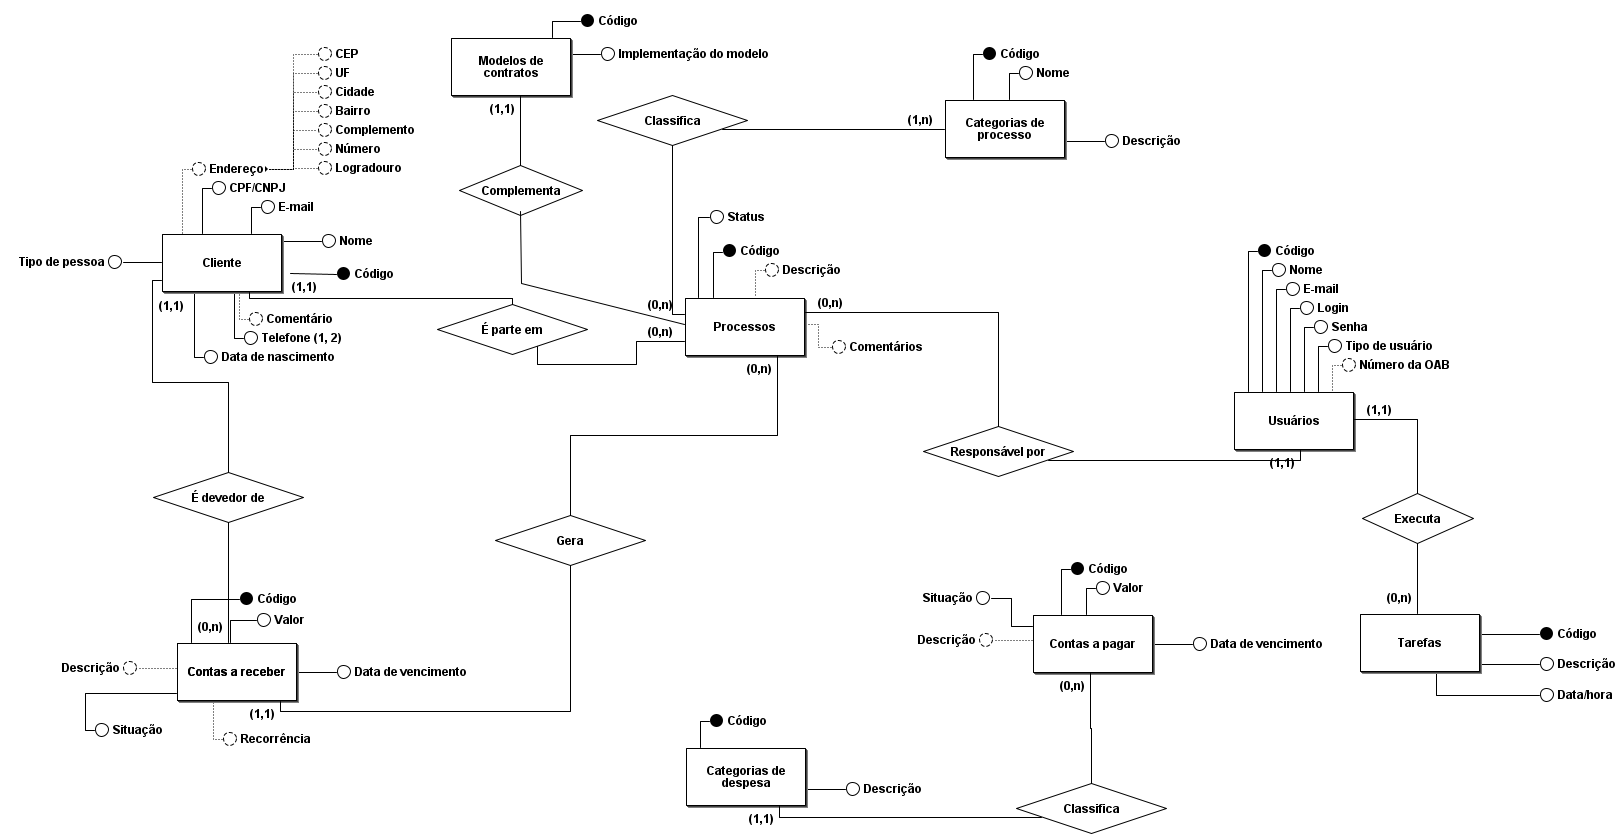 Código
Implementação do modelo
Modelos de
contratos
(1,1)
CEP
UF
Cidade
Bairro
Complemento
Número
Logradouro
Endereço
CPF/CNPJ
E-mail
Nome
Código
Tipo de pessoa
Cliente
(1,1)
(1,1)
Comentário
Telefone (1, 2)
Data de nascimento
Complementa
Classifica
(1,n)
Código
Nome
Categorias de
processo
Descrição
Status
Código
Descrição
(0,n)
(0,n)
(0,n)
Processos
Comentários
(0,n)
É parte em
Código
Nome
E-mail
Login
Senha
Tipo de usuário
Número da OAB
Usuários
(1,1)
(1,1)
Responsável por
Executa
(0,n)
Tarefas
Código
Descrição
Data/hora
É devedor de
Gera
Código
Valor
(0,n)
Descrição
Contas a receber
Data de vencimento
(1,1)
Situação
Recorrência
Código
Valor
Situação
Descrição
Contas a pagar
Data de vencimento
(0,n)
Código
Categorias de
despesa
Descrição
(1,1)
Classifica